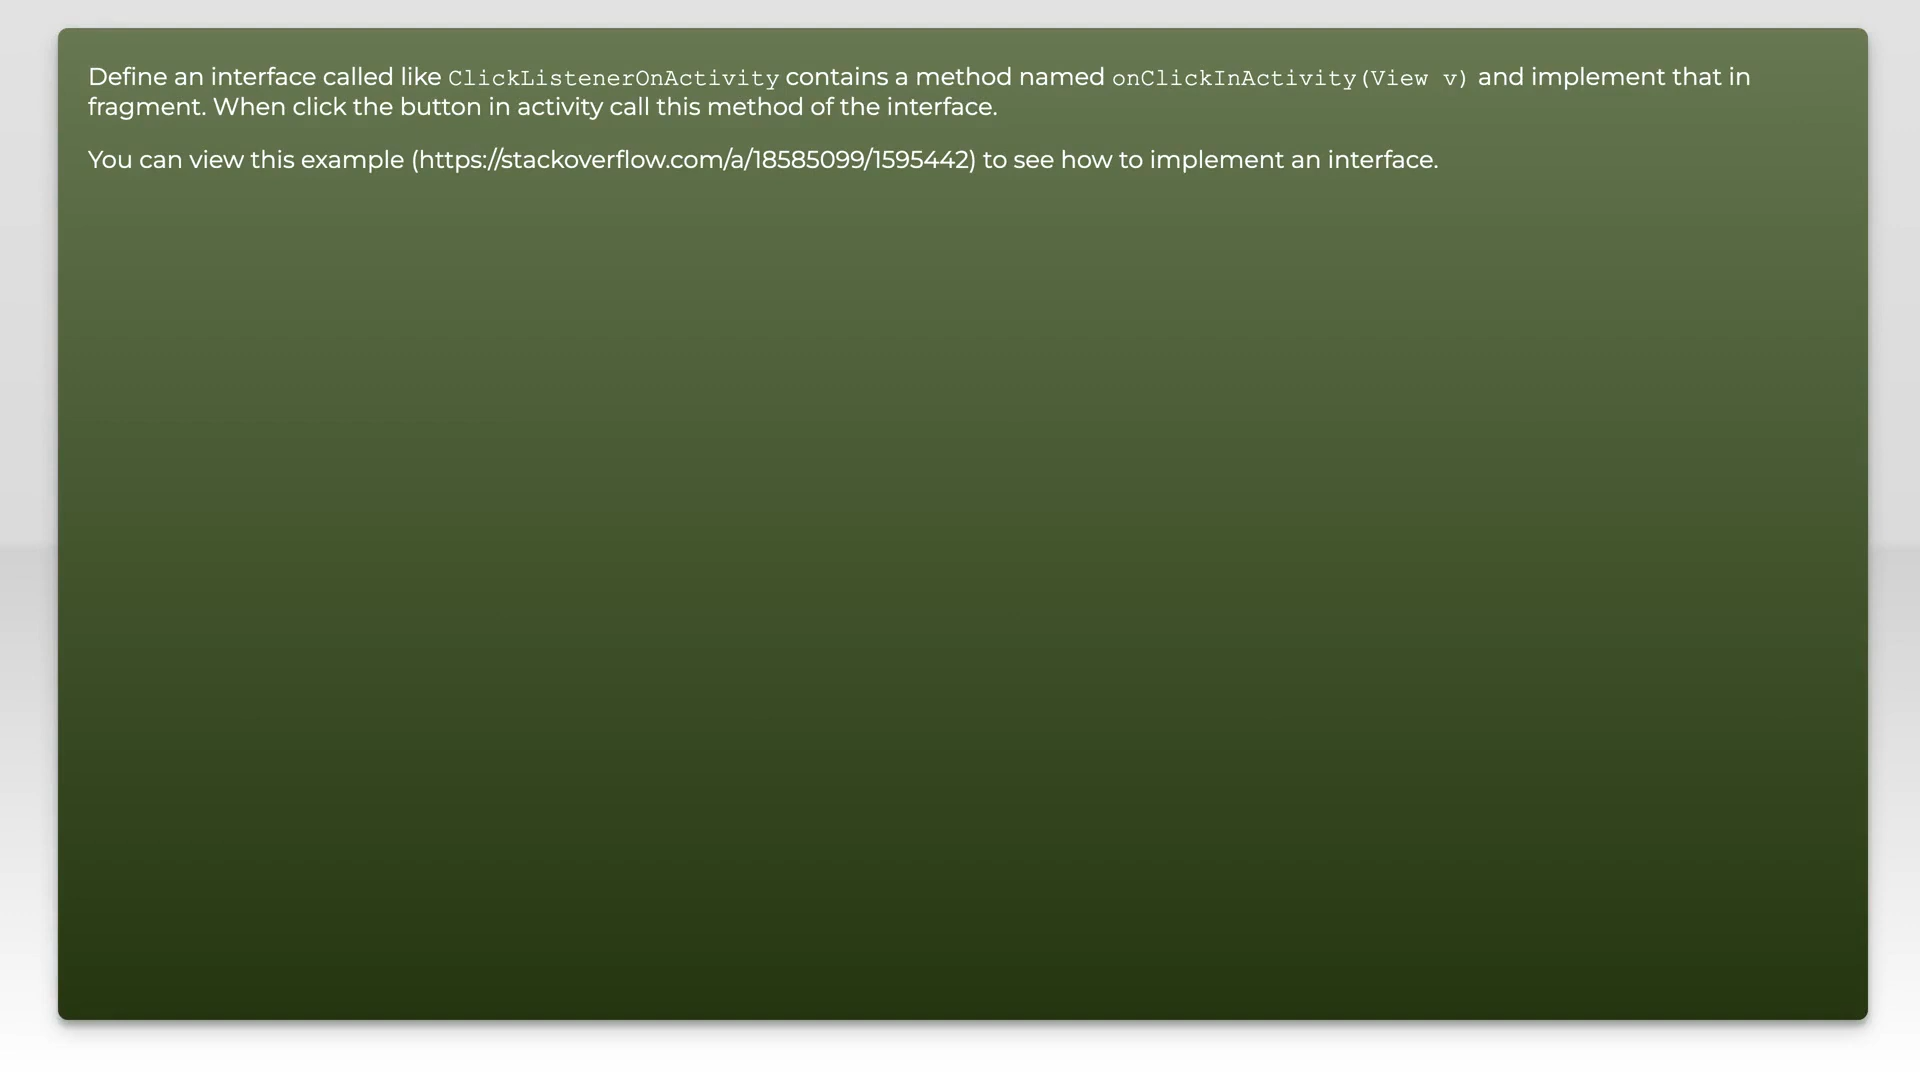 Define an interface called like ClickListenerOnActivity contains a method named onClickInActivity(View v) and implement that in
fragment. When click the button in activity call this method of the interface.
You can view this example (https://stackoverflow.com/a/18585099/1595442) to see how to implement an interface.